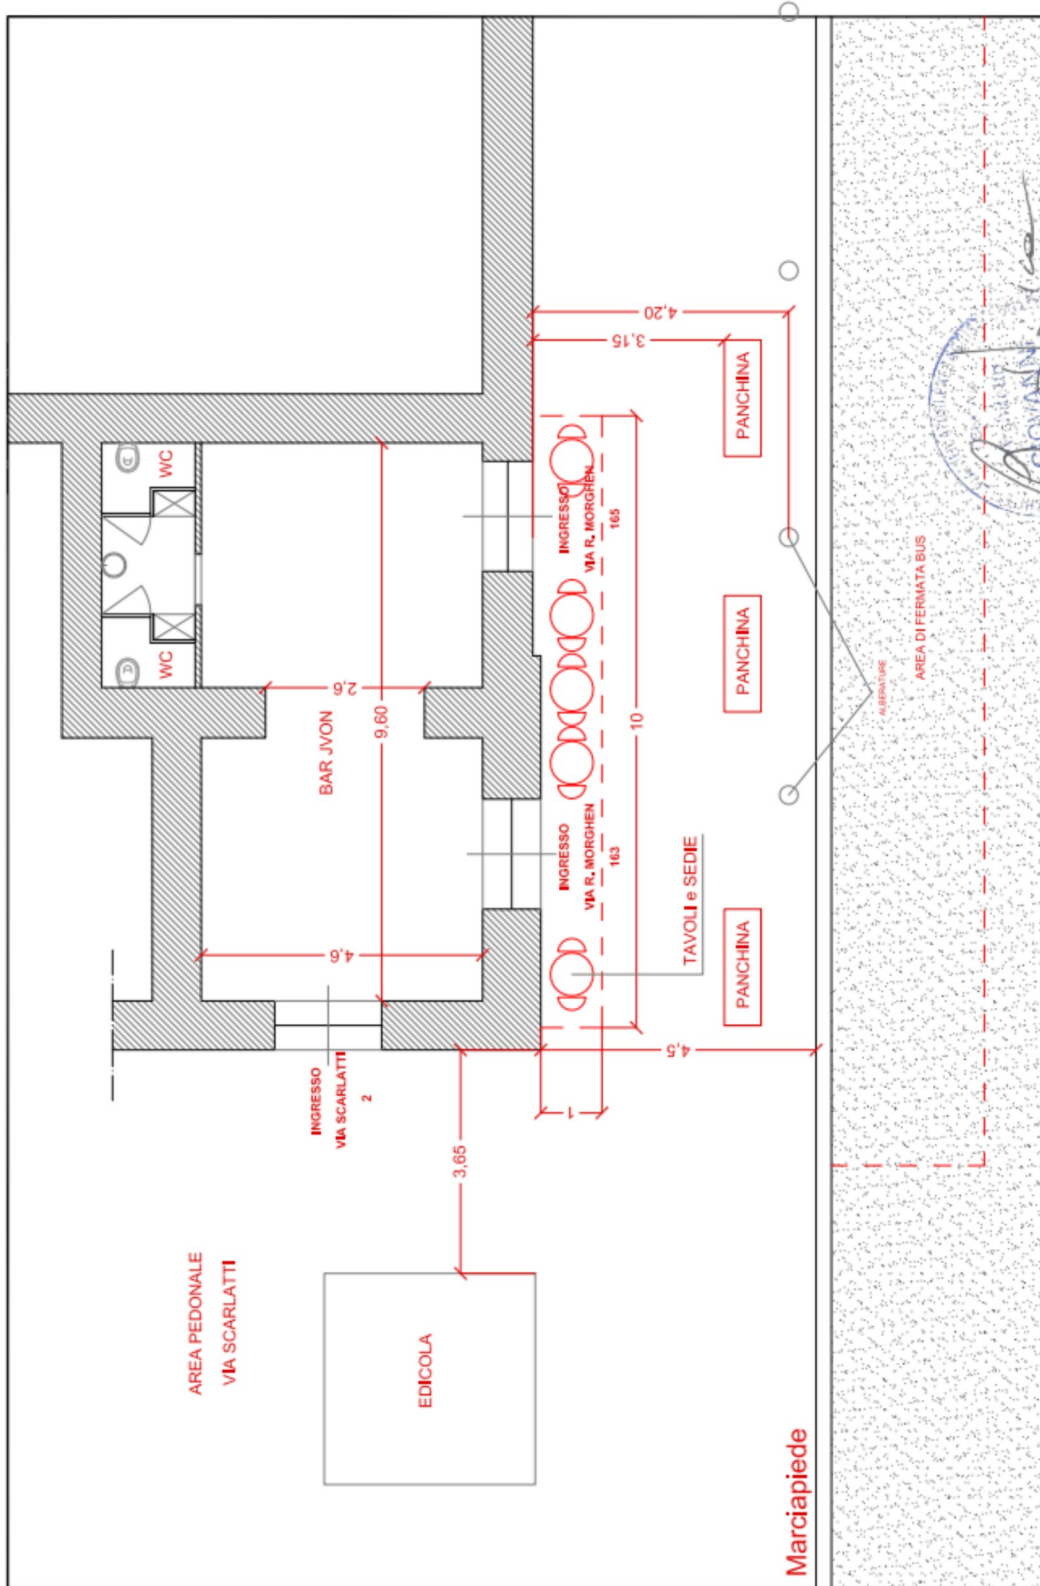 WC
WC
2,6
BAR JVON
9,60
4,6
4,20
3,15
PANCHINA
INGRESSO
VIA R. MORGHEN
165
PANCHINA
10
INGRESSO
VIA R. MORGHEN
163
TAVOLI e SEDIE
PANCHINA
ALBERATURE
AREA DI FERMATA BUS
INGRESSO
VIA SCARLATTI
2
4,5
1
3,65
AREA PEDONALE
VIA SCARLATTI
EDICOLA
Marciapiede